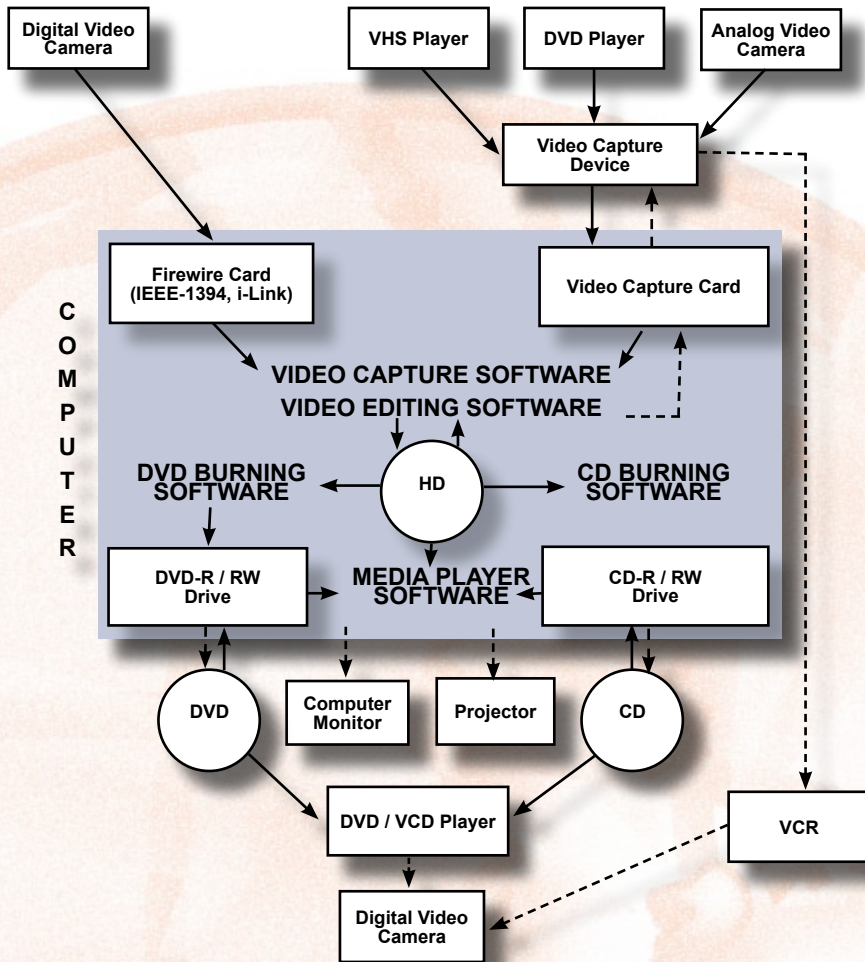 Digital Video
Camera
VHS Player
DVD Player
Analog Video
Camera
Video Capture
Device
Firewire Card
(IEEE-1394, i-Link)
Video Capture Card
C
O
M
P
U
T
E
R
VIDEO CAPTURE SOFTWARE
VIDEO EDITING SOFTWARE
DVD BURNING
SOFTWARE
HD
CD BURNING
SOFTWARE
DVD-R / RW
Drive
MEDIA PLAYER
SOFTWARE
CD-R / RW
Drive
DVD
Computer
Monitor
Projector
CD
DVD / VCD Player
VCR
Digital Video
Camera